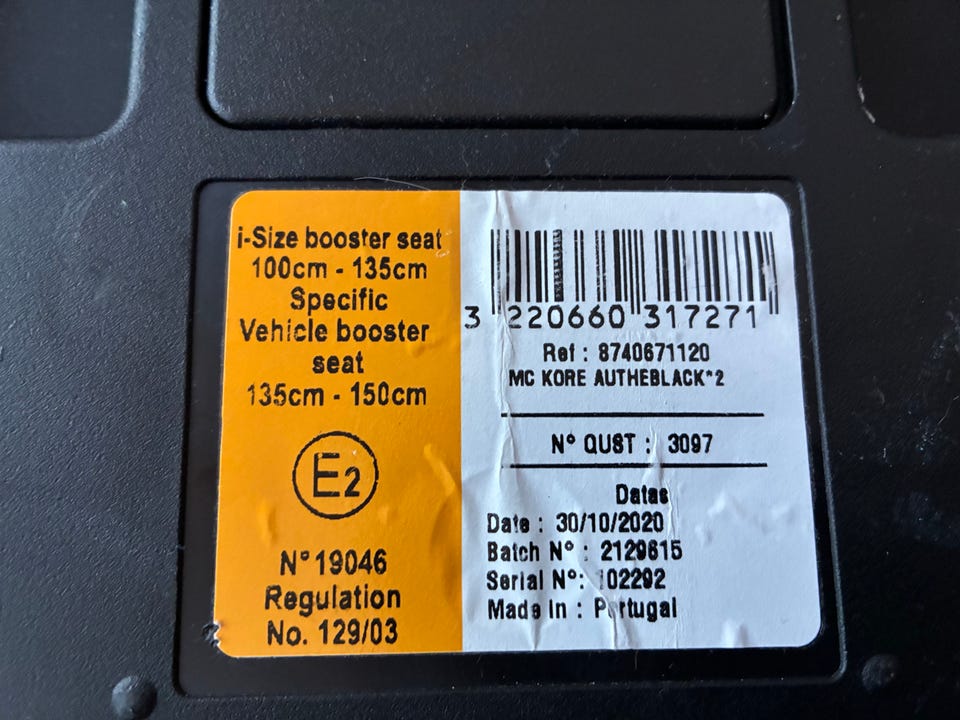 i-Size booster seat
100cm - 135cm
Specific
Vehicle booster
seat
135cm - 150cm
E2
N° 19046
Regulation
No. 129/03
3 220660 317271
Ref : 8740671120
MC KORE AUTHEBLACK*2
N° QUST : 3097
Datas
Date : 30/10/2020
Batch N° : 2129615
Serial N°: 102292
Made in : Portugal